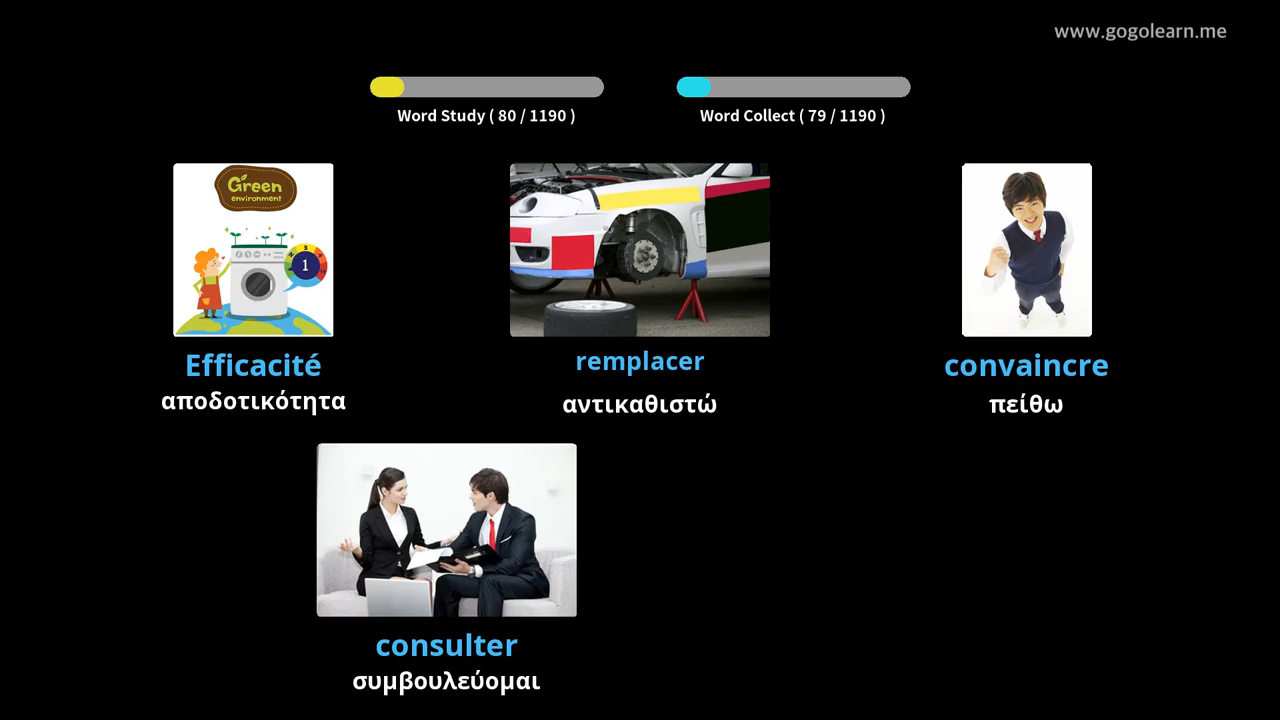 www.gogolearn.me
Word Study ( 80 / 1190 )
Word Collect ( 79 / 1190 )
Green
environment
1
Efficacité
αποδοτικότητα
remplacer
αντικαθιστώ
convaincre
πείθω
consulter
συμβουλεύομαι